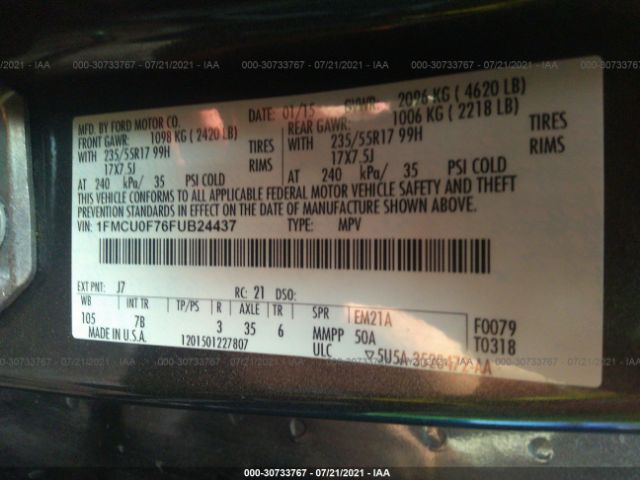 000-30733767 - 07/21/2021 - IAA
000-30733767 - 07/21/2021 - IAA
000-30733767 - 07/21/2021 - IAA
MFD. BY FORD MOTOR CO.
DATE: 01/15 GVWR: 2096 KG ( 4620 LB)
FRONT GAWR: 1098 KG ( 2420 LB)
REAR GAWR: 1006 KG ( 2218 LB)
WITH 235/55R17 99H TIRES
WITH 235/55R17 99H TIRES
17X7.5J RIMS
17X7.5J RIMS
AT 240 kPa/ 35 PSI COLD
AT 240 kPa/ 35 PSI COLD
THIS VEHICLE CONFORMS TO ALL APPLICABLE FEDERAL MOTOR VEHICLE SAFETY AND THEFT
PREVENTION STANDARDS IN EFFECT ON THE DATE OF MANUFACTURE SHOWN ABOVE.
VIN: 1FMCU0F76FUB24437 TYPE: MPV
EXT PNT: J7 RC: 21 DSO:
WB INT TR TP/PS R AXLE TR SPR EM21A
105 7B 3 35 6 MMPP 50A F0079
MADE IN U.S.A. 1201501227807 ULC T0318
000-30733767 - 07/21/2021 - IAA